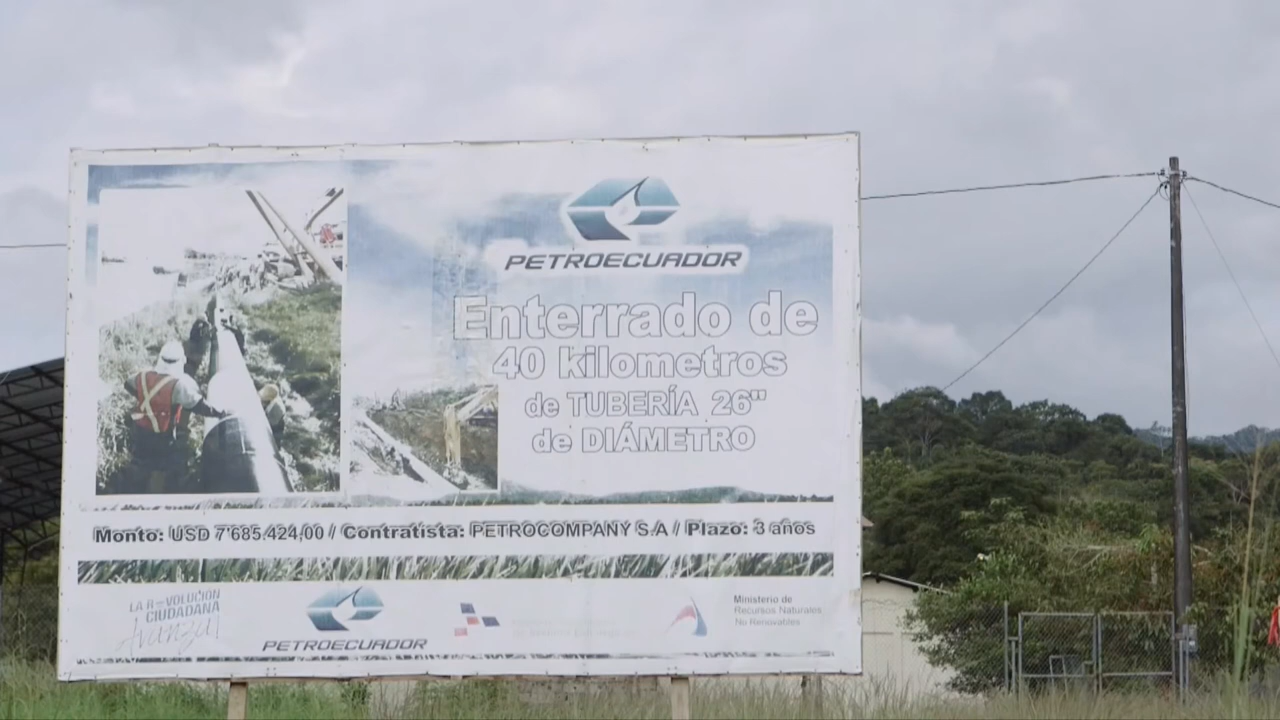 PETROECUADOR
Enterrado de
40 kilometros
de TUBERÍA 26"
de DIÁMETRO
Monto: USD 7'685.424,00 / Contratista: PETROCOMPANY S.A / Plazo: 3 años
LA REVOLUCIÓN
CIUDADANA
Avanza!
PETROECUADOR
Ministerio de
Recursos Naturales
No Renovables